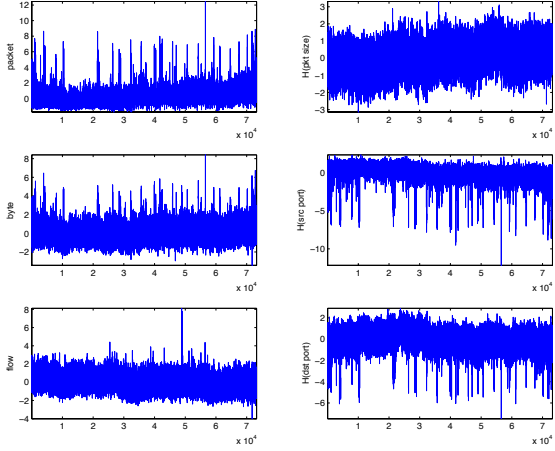 12
10
8
6
4
2
0
packet
1 2 3 4 5 6 7
x 10^4
3
2
1
0
−1
−2
−3
H(pkt size)
1 2 3 4 5 6 7
x 10^4
8
6
4
2
0
−2
byte
1 2 3 4 5 6 7
x 10^4
0
−5
−10
H(src port)
1 2 3 4 5 6 7
x 10^4
8
6
4
2
0
−2
−4
flow
1 2 3 4 5 6 7
x 10^4
2
0
−2
−4
−6
H(dst port)
1 2 3 4 5 6 7
x 10^4